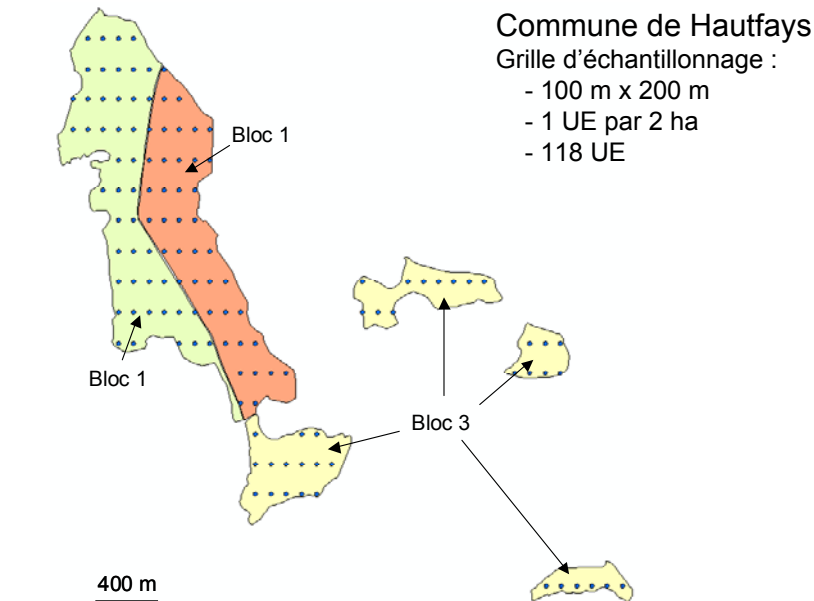 Commune de Hautfays
Grille d'échantillonnage :
- 100 m x 200 m
- 1 UE par 2 ha
- 118 UE
Bloc 1
Bloc 1
Bloc 3
400 m